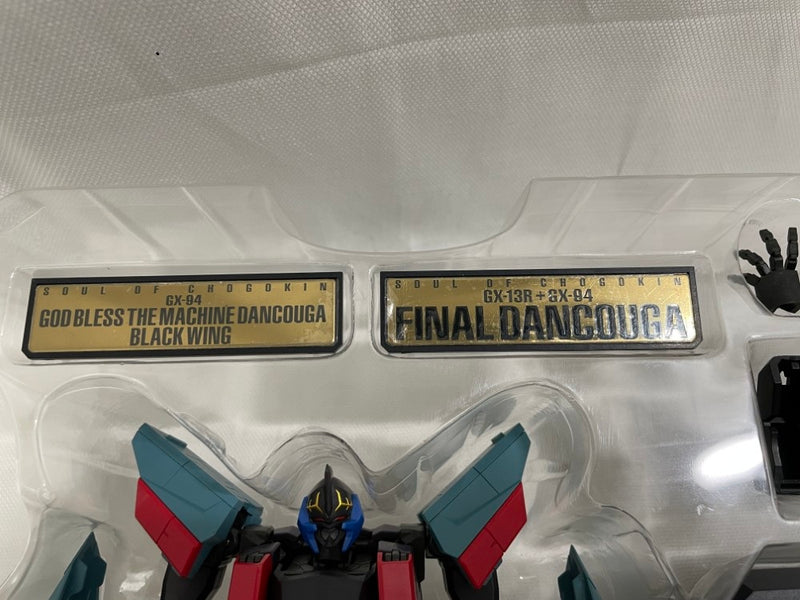 SOUL OF CHOGOKIN
GX-94
GOD BLESS THE MACHINE DANCOUGA
BLACK WING
SOUL OF CHOGOKIN
GX-13R+GX-94
FINAL DANCOUGA